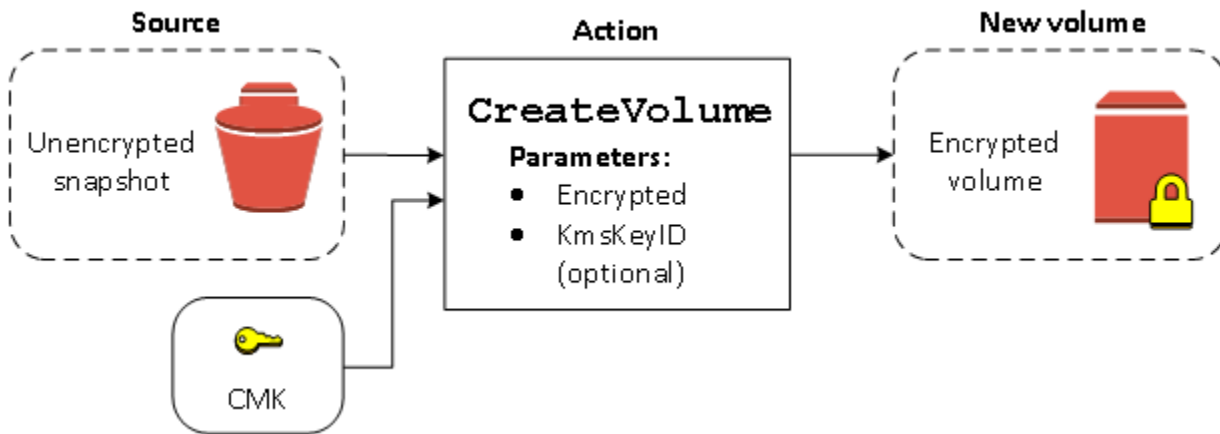 Source
Unencrypted
snapshot
CMK
Action
CreateVolume
Parameters:
● Encrypted
● KmsKeyID
(optional)
New volume
Encrypted
volume